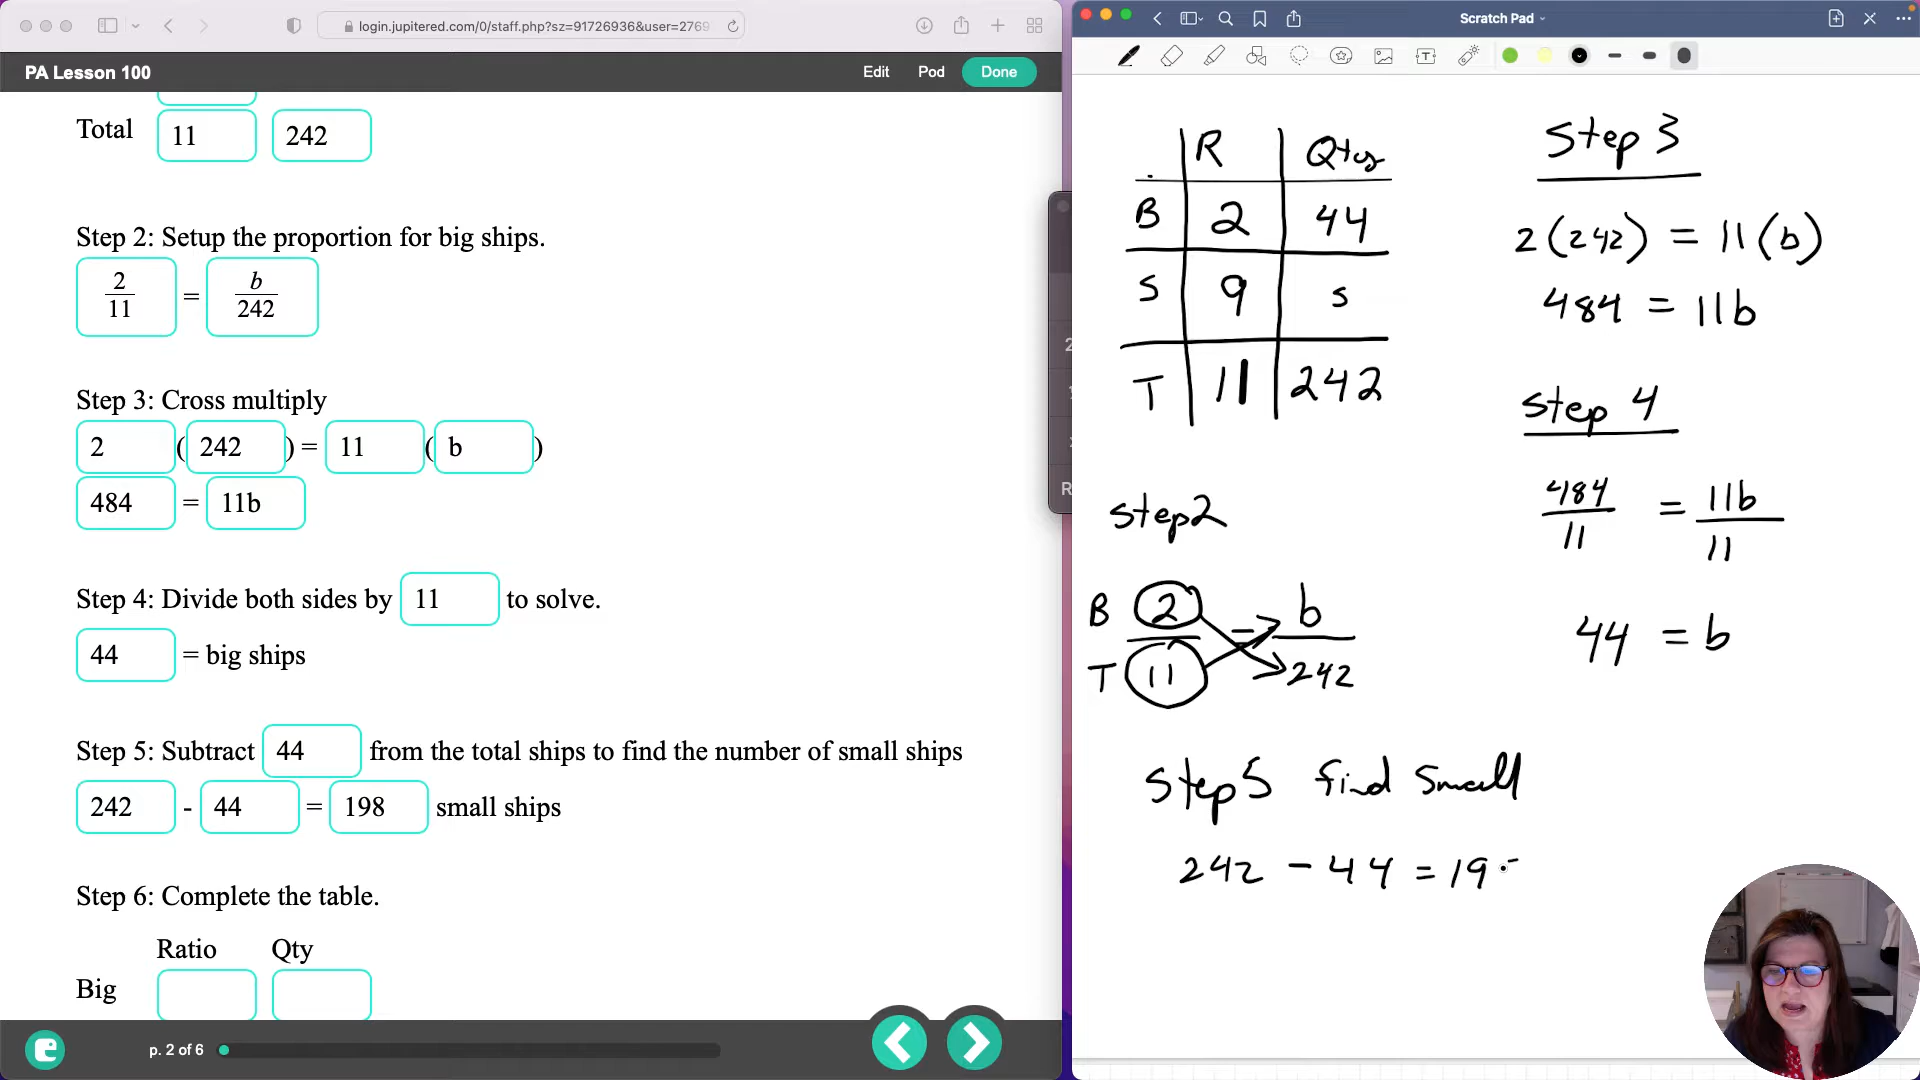 login.jupitered.com/0/staff.php?sz=91726936&user=2769
PA Lesson 100
Edit
Pod
Done
Total 11 242
Step 2: Setup the proportion for big ships.
2/11 = b/242
Step 3: Cross multiply
2 ( 242 ) = 11 ( b )
484 = 11b
Step 4: Divide both sides by 11 to solve.
44 = big ships
Step 5: Subtract 44 from the total ships to find the number of small ships
242 - 44 = 198 small ships
Step 6: Complete the table.
Ratio Qty
Big
p. 2 of 6
Scratch Pad
R Qtys
B 2 44
S 9 s
T 11 242
step2
B 2 = b
T 11 242
Step 3
2(242) = 11(b)
484 = 11b
Step 4
484/11 = 11b/11
44 = b
Step 5 find Small
242 - 44 = 19